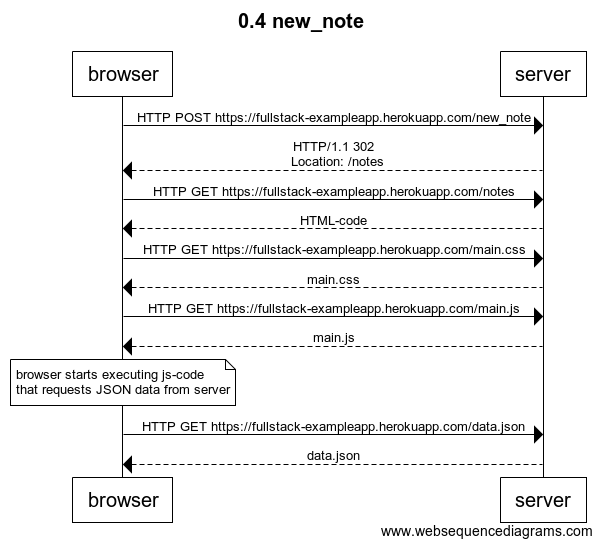 0.4 new_note
browser
server
HTTP POST https://fullstack-exampleapp.herokuapp.com/new_note
HTTP/1.1 302
Location: /notes
HTTP GET https://fullstack-exampleapp.herokuapp.com/notes
HTML-code
HTTP GET https://fullstack-exampleapp.herokuapp.com/main.css
main.css
HTTP GET https://fullstack-exampleapp.herokuapp.com/main.js
main.js
browser starts executing js-code
that requests JSON data from server
HTTP GET https://fullstack-exampleapp.herokuapp.com/data.json
data.json
browser
server
www.websequencediagrams.com